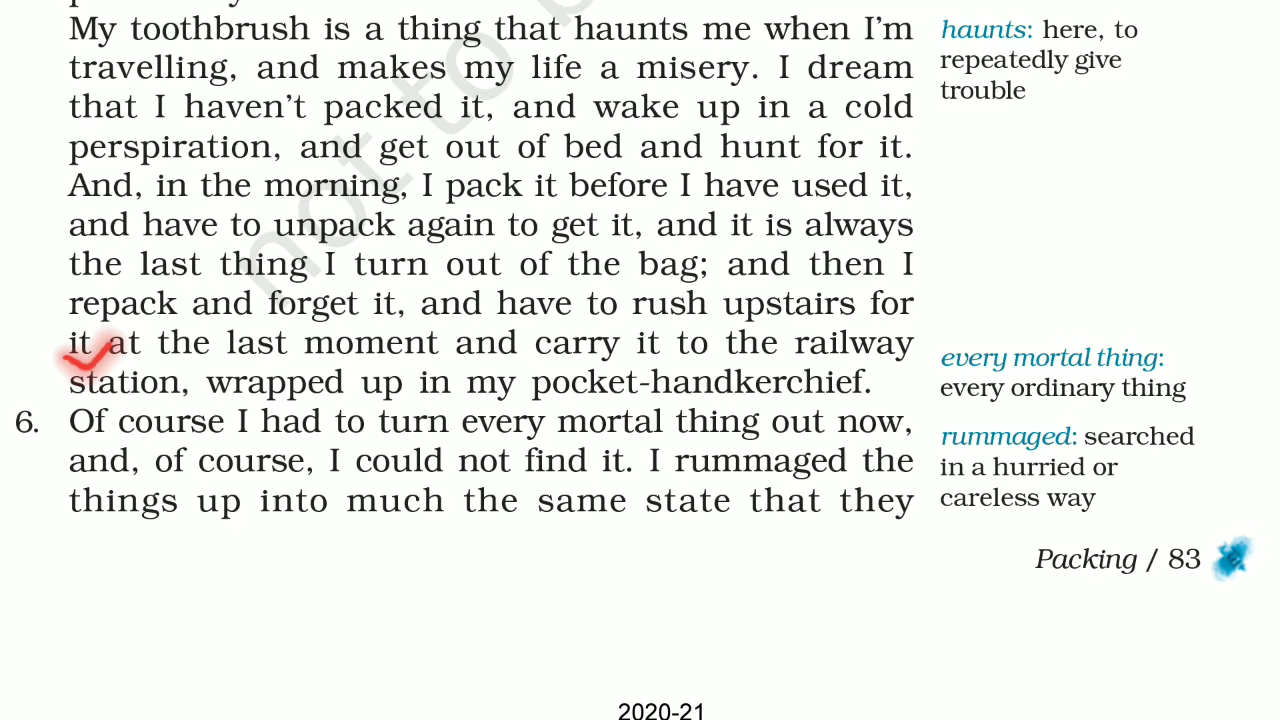 My toothbrush is a thing that haunts me when I'm
travelling, and makes my life a misery. I dream
that I haven't packed it, and wake up in a cold
perspiration, and get out of bed and hunt for it.
And, in the morning, I pack it before I have used it,
and have to unpack again to get it, and it is always
the last thing I turn out of the bag; and then I
repack and forget it, and have to rush upstairs for
it at the last moment and carry it to the railway
station, wrapped up in my pocket-handkerchief.
6. Of course I had to turn every mortal thing out now,
and, of course, I could not find it. I rummaged the
things up into much the same state that they
haunts: here, to
repeatedly give
trouble
every mortal thing:
every ordinary thing
rummaged: searched
in a hurried or
careless way
Packing / 83
2020-21
not to b